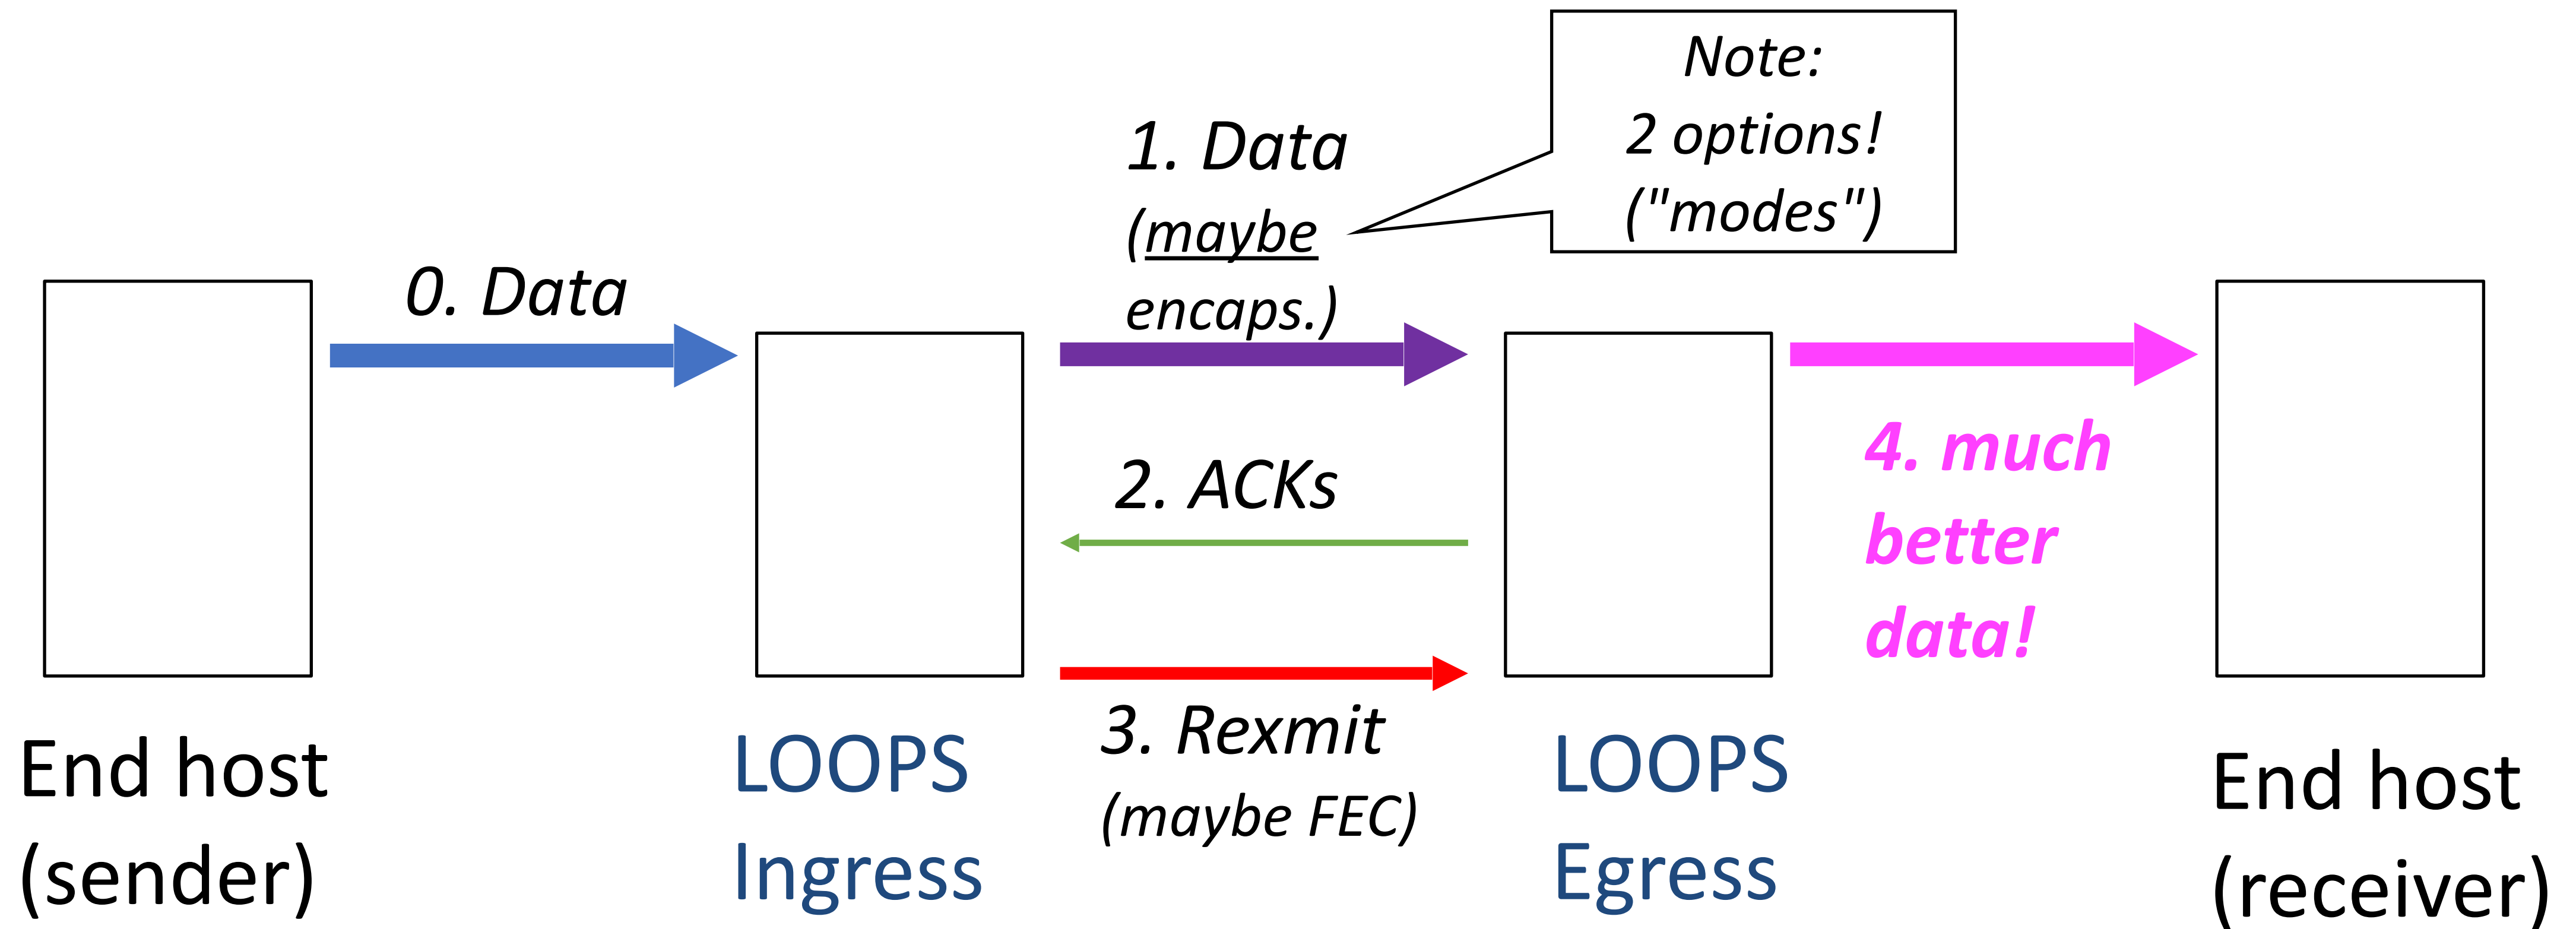 Note:
2 options!
("modes")
1. Data
(maybe
encaps.)
0. Data
2. ACKs
4. much
better
data!
3. Rexmit
(maybe FEC)
End host
(sender)
LOOPS
Ingress
LOOPS
Egress
End host
(receiver)